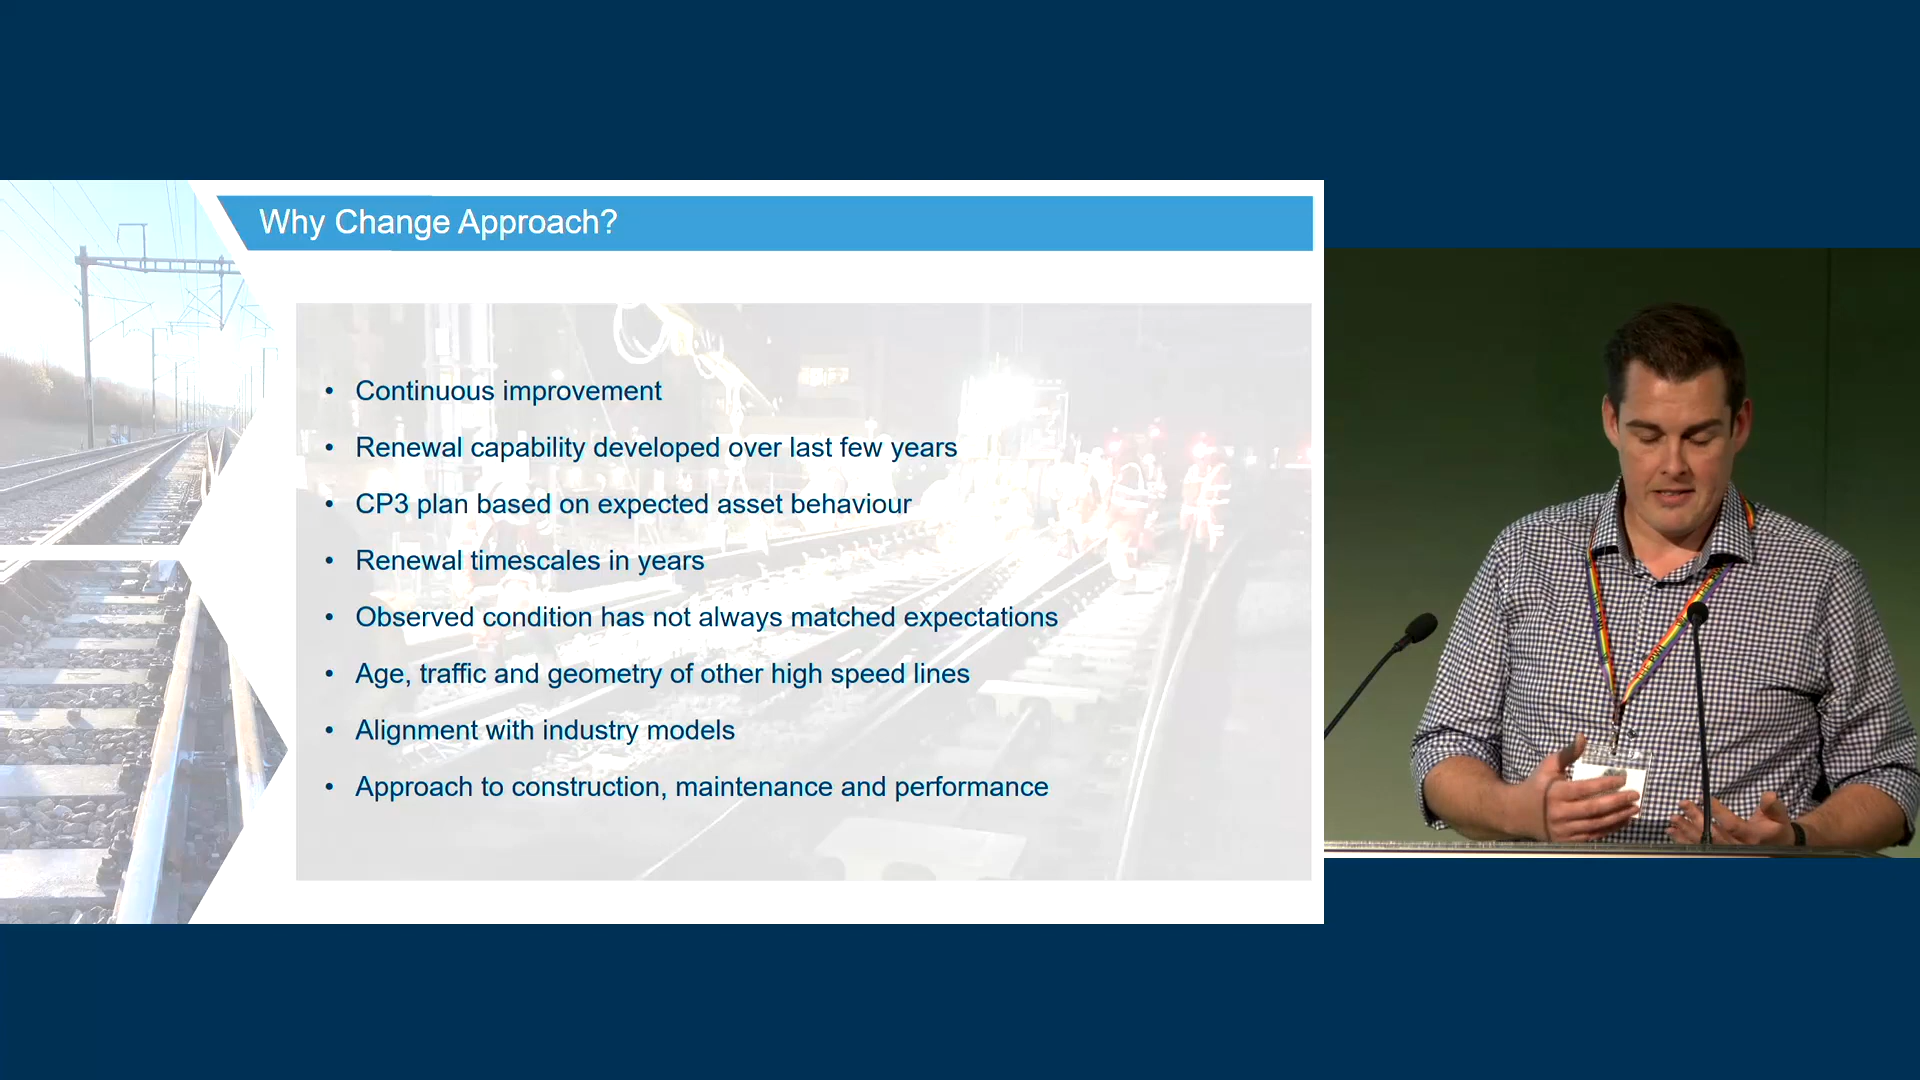 Why Change Approach?
• Continuous improvement
• Renewal capability developed over last few years
• CP3 plan based on expected asset behaviour
• Renewal timescales in years
• Observed condition has not always matched expectations
• Age, traffic and geometry of other high speed lines
• Alignment with industry models
• Approach to construction, maintenance and performance